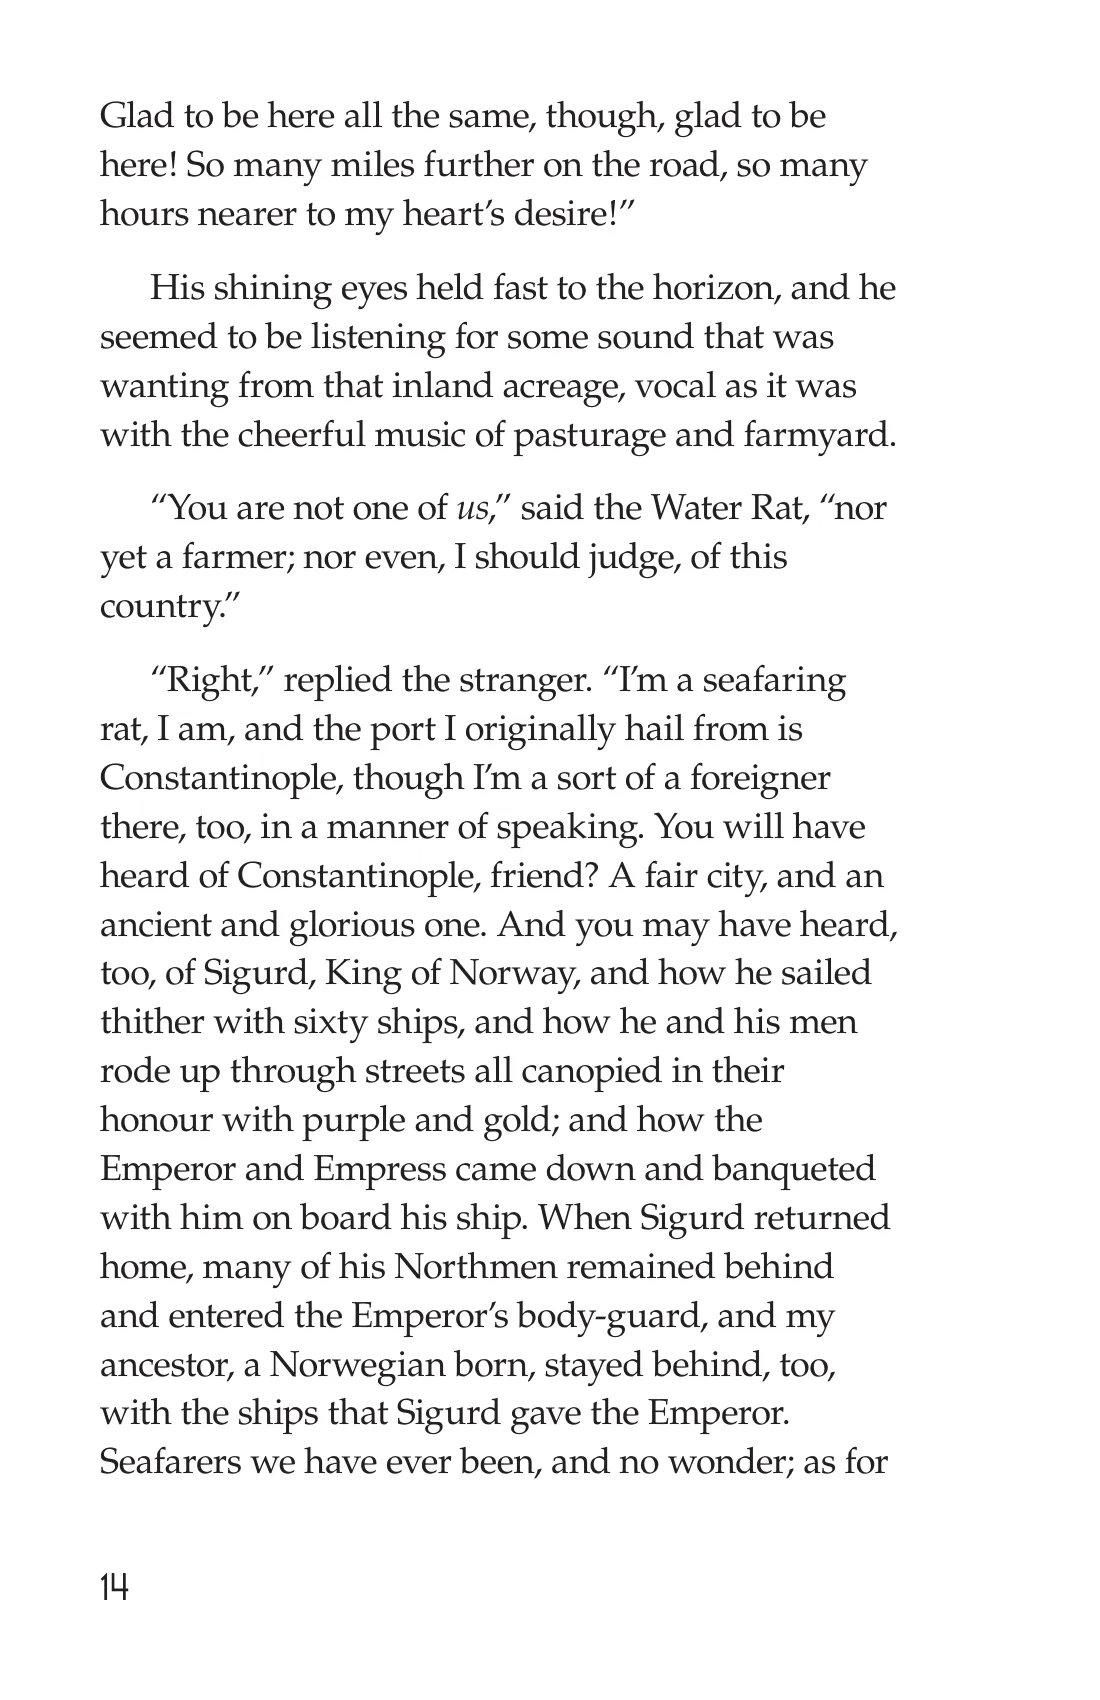 Glad to be here all the same, though, glad to be
here! So many miles further on the road, so many
hours nearer to my heart’s desire!”
His shining eyes held fast to the horizon, and he
seemed to be listening for some sound that was
wanting from that inland acreage, vocal as it was
with the cheerful music of pasturage and farmyard.
“You are not one of us,” said the Water Rat, “nor
yet a farmer; nor even, I should judge, of this
country.”
“Right,” replied the stranger. “I’m a seafaring
rat, I am, and the port I originally hail from is
Constantinople, though I’m a sort of a foreigner
there, too, in a manner of speaking. You will have
heard of Constantinople, friend? A fair city, and an
ancient and glorious one. And you may have heard,
too, of Sigurd, King of Norway, and how he sailed
thither with sixty ships, and how he and his men
rode up through streets all canopied in their
honour with purple and gold; and how the
Emperor and Empress came down and banqueted
with him on board his ship. When Sigurd returned
home, many of his Northmen remained behind
and entered the Emperor’s body-guard, and my
ancestor, a Norwegian born, stayed behind, too,
with the ships that Sigurd gave the Emperor.
Seafarers we have ever been, and no wonder; as for
14